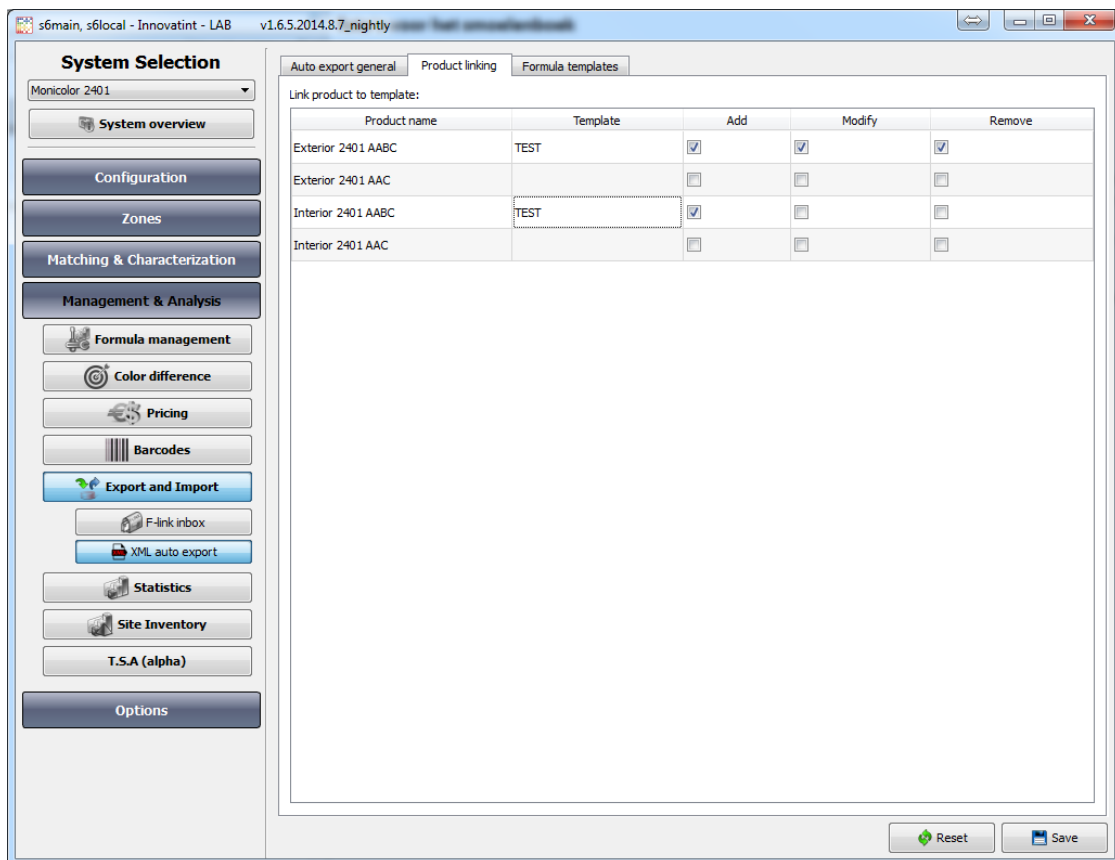 s6main, s6local - Innovatint - LAB v1.6.5.2014.8.7_nightly
System Selection
Monicolor 2401
System overview
Configuration
Zones
Matching & Characterization
Management & Analysis
Formula management
Color difference
Pricing
Barcodes
Export and Import
F-link inbox
XML auto export
Statistics
Site Inventory
T.S.A (alpha)
Options
Auto export general Product linking Formula templates
Link product to template:
Product name Template Add Modify Remove
Exterior 2401 AABC TEST
Exterior 2401 AAC
Interior 2401 AABC TEST
Interior 2401 AAC
Reset Save